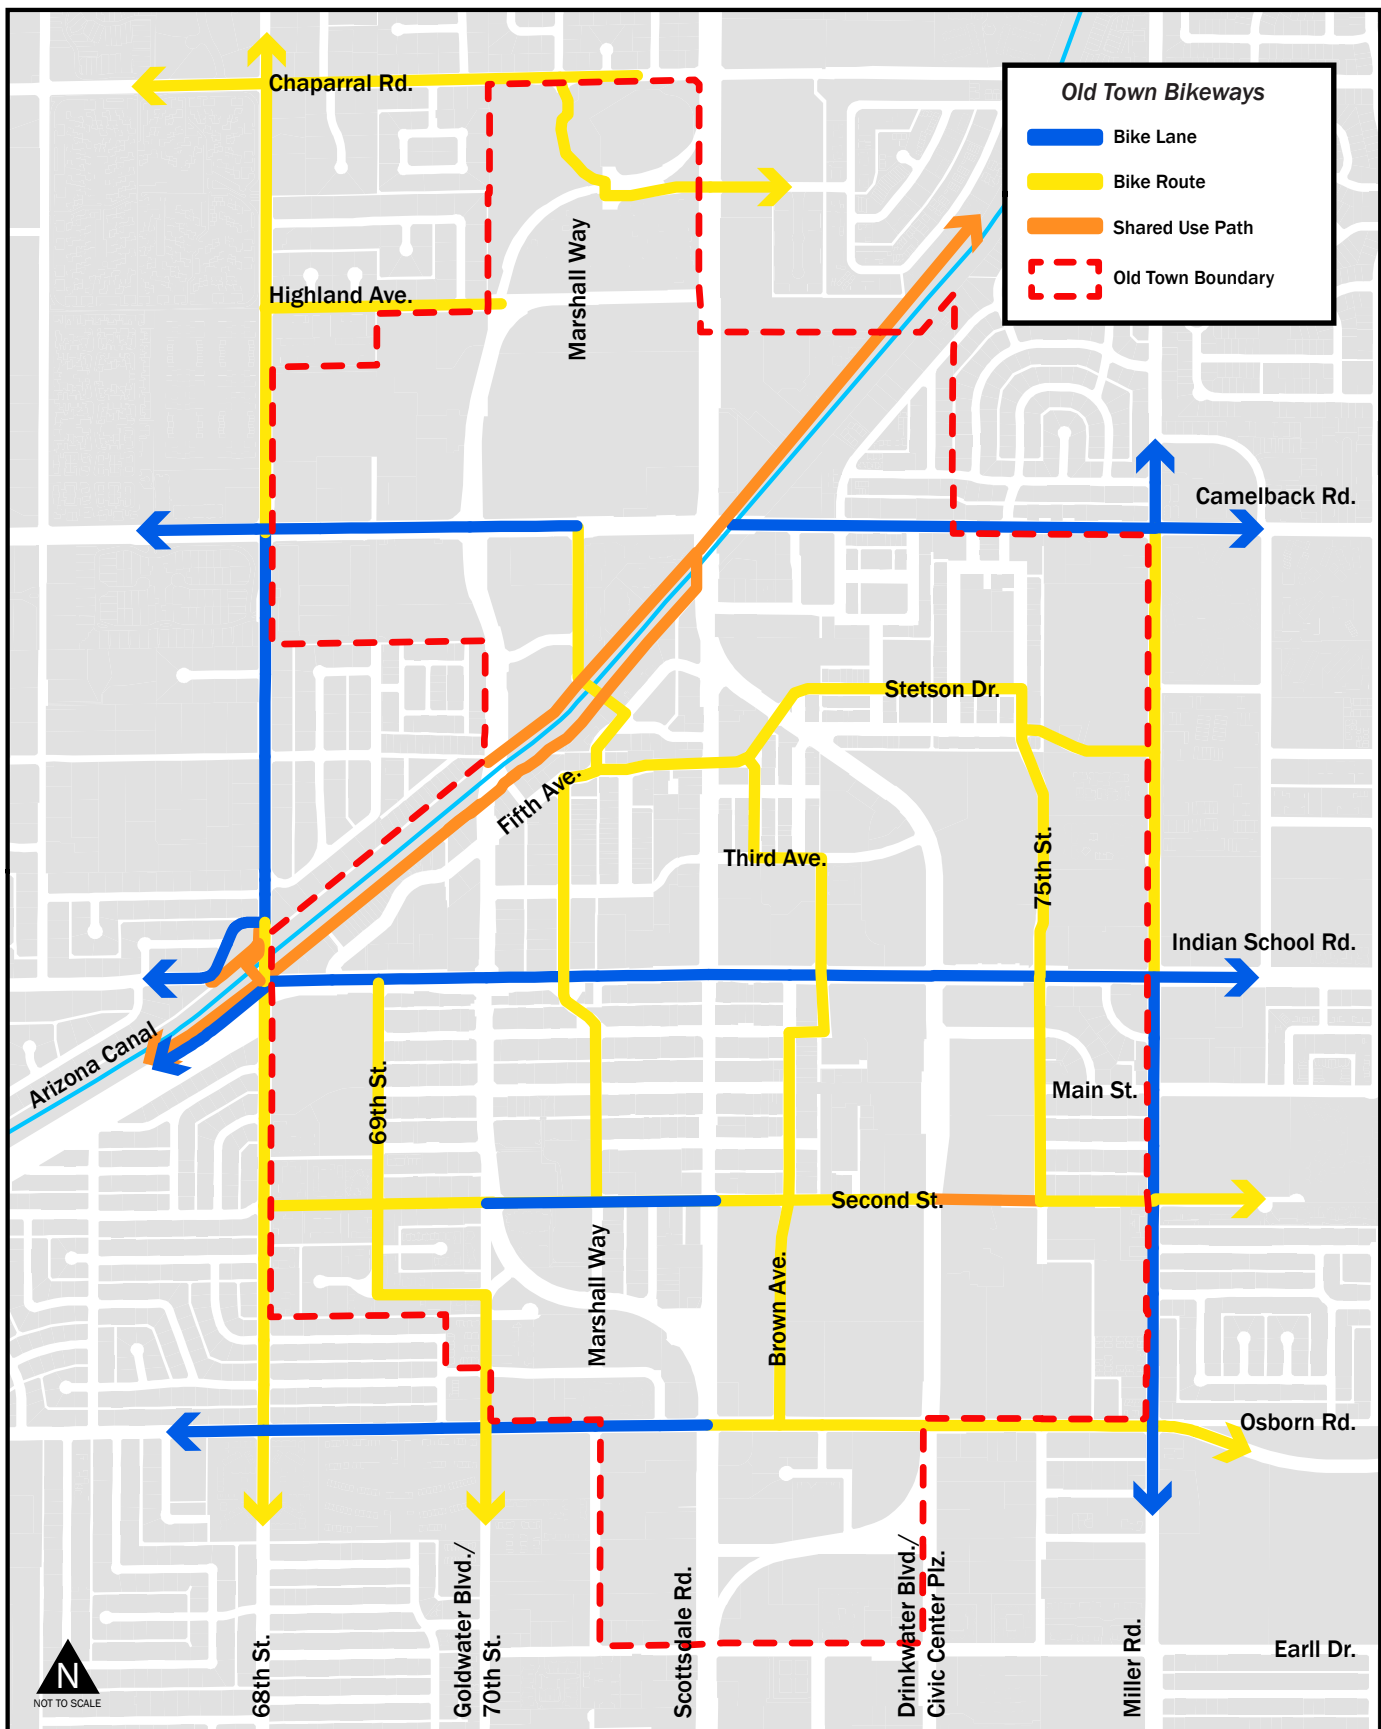 Chaparral Rd.
Old Town Bikeways
Bike Lane
Bike Route
Shared Use Path
Old Town Boundary
Marshall Way
Highland Ave.
Camelback Rd.
Stetson Dr.
Fifth Ave.
Third Ave.
75th St.
Indian School Rd.
Arizona Canal
69th St.
Main St.
Second St.
Marshall Way
Brown Ave.
Osborn Rd.
68th St.
Goldwater Blvd./
70th St.
Scottsdale Rd.
Drinkwater Blvd./
Civic Center Plz.
Miller Rd.
Earll Dr.
N
NOT TO SCALE